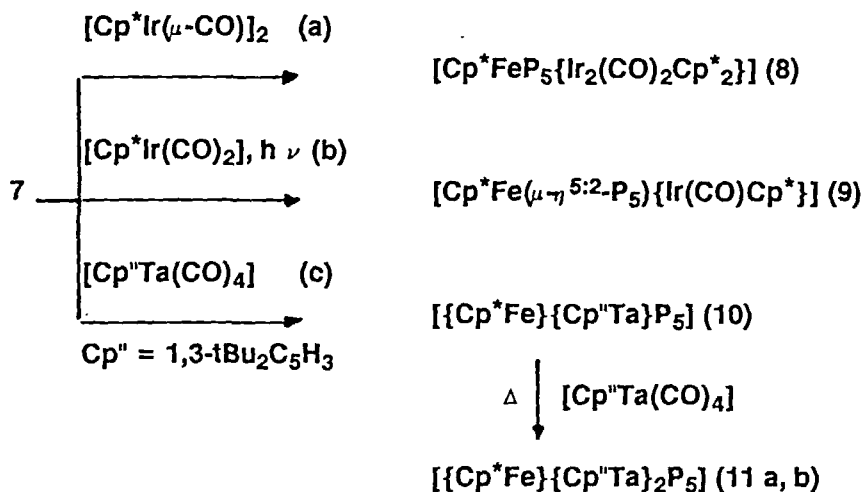 [Cp*Ir(μ-CO)]₂ (a)
[Cp*FeP₅{Ir₂(CO)₂Cp*₂}] (8)
[Cp*Ir(CO)₂], h ν (b)
7
[Cp*Fe(μ-η⁵:²-P₅){Ir(CO)Cp*}] (9)
[Cp"Ta(CO)₄] (c)
[{Cp*Fe}{Cp"Ta}P₅] (10)
Cp" = 1,3-tBu₂C₅H₃
Δ [Cp"Ta(CO)₄]
[{Cp*Fe}{Cp"Ta}₂P₅] (11 a, b)